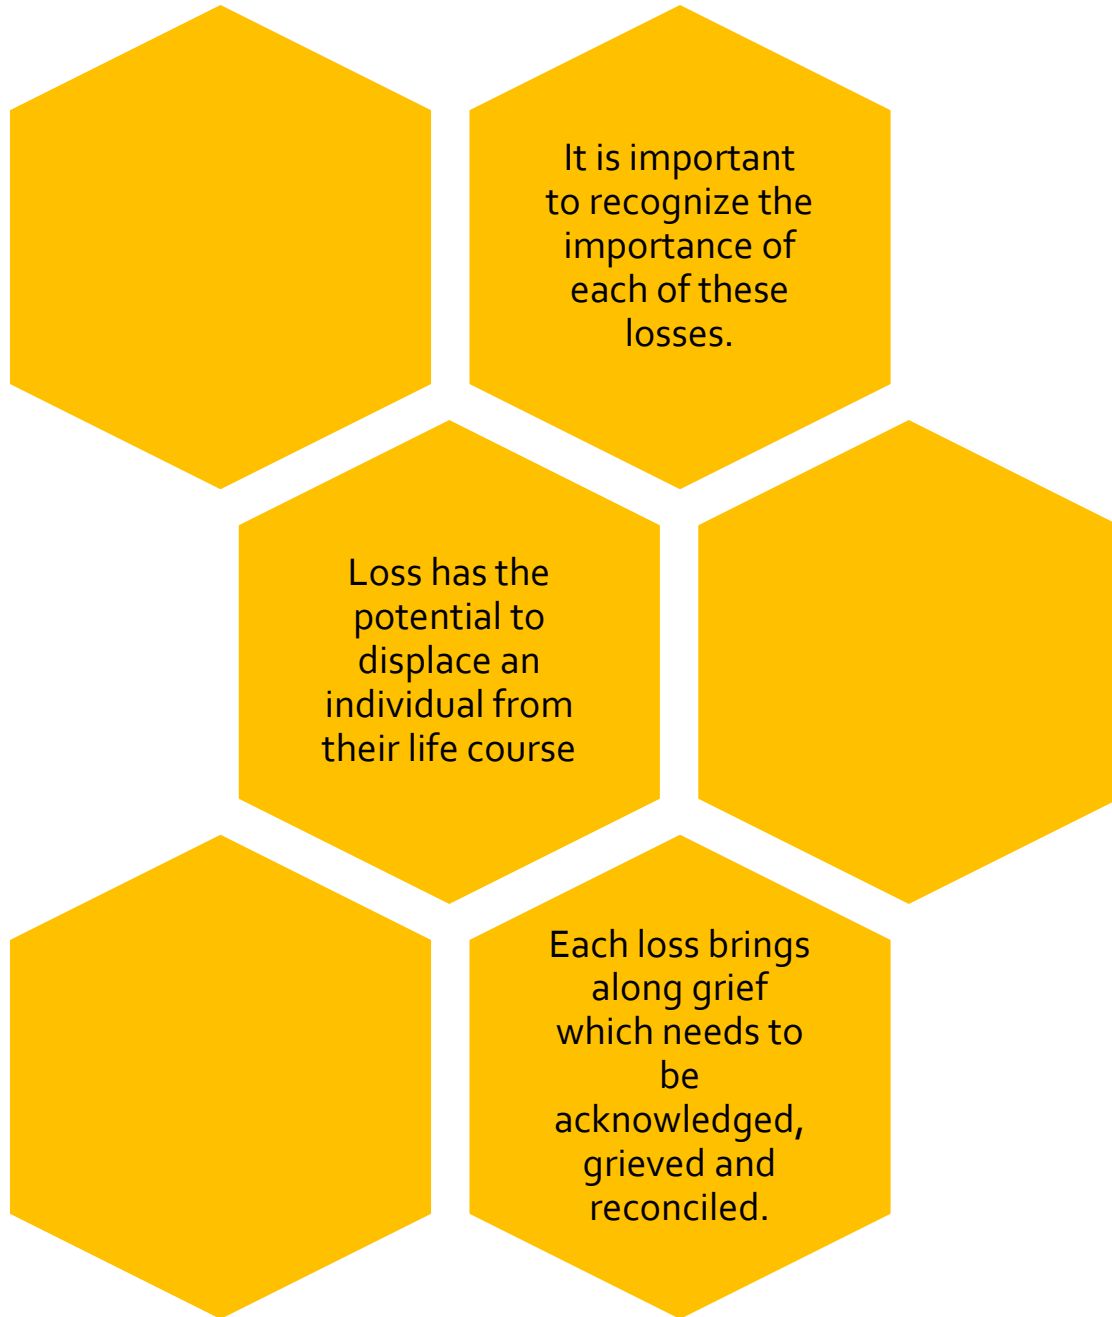 It is important
to recognize the
importance of
each of these
losses.
Loss has the
potential to
displace an
individual from
their life course
Each loss brings
along grief
which needs to
be
acknowledged,
grieved and
reconciled.